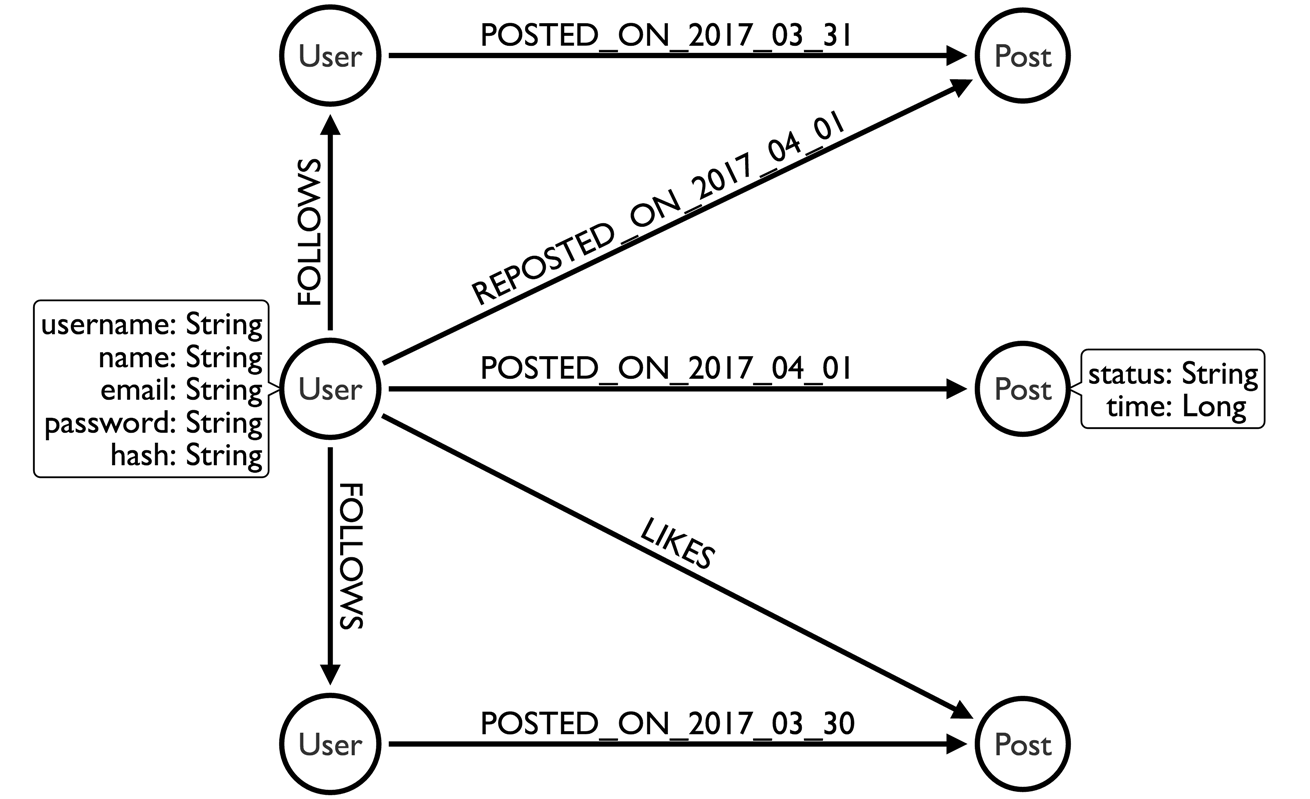 User
POSTED_ON_2017_03_31
Post
FOLLOWS
REPOSTED_ON_2017_04_01
username: String
name: String
email: String
password: String
hash: String
User
POSTED_ON_2017_04_01
Post
status: String
time: Long
FOLLOWS
LIKES
User
POSTED_ON_2017_03_30
Post